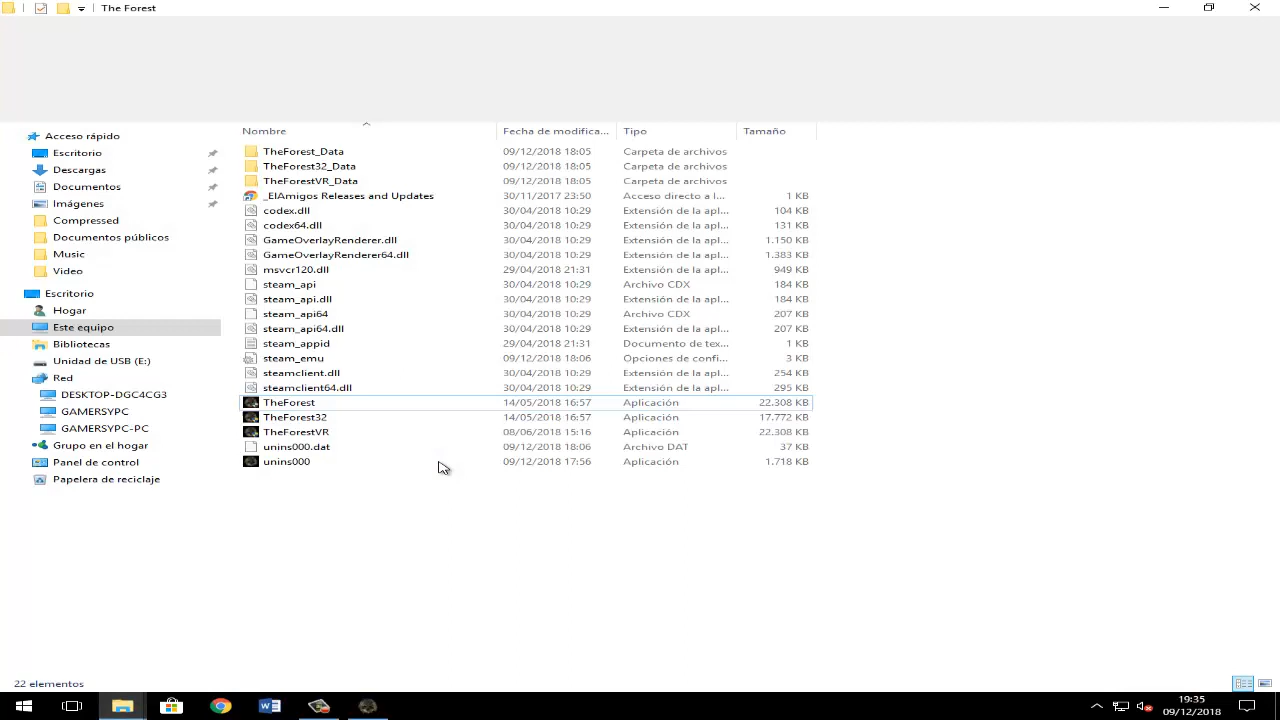 The Forest
Nombre Fecha de modifica... Tipo Tamaño
Acceso rápido
Escritorio
Descargas
Documentos
Imágenes
Compressed
Documentos públicos
Music
Video
Escritorio
Hogar
Este equipo
Bibliotecas
Unidad de USB (E:)
Red
DESKTOP-DGC4CG3
GAMERSYPC
GAMERSYPC-PC
Grupo en el hogar
Panel de control
Papelera de reciclaje
TheForest_Data 09/12/2018 18:05 Carpeta de archivos
TheForest32_Data 09/12/2018 18:05 Carpeta de archivos
TheForestVR_Data 09/12/2018 18:05 Carpeta de archivos
_ElAmigos Releases and Updates 30/11/2017 23:50 Acceso directo a l... 1 KB
codex.dll 30/04/2018 10:29 Extensión de la apl... 104 KB
codex64.dll 30/04/2018 10:29 Extensión de la apl... 131 KB
GameOverlayRenderer.dll 30/04/2018 10:29 Extensión de la apl... 1.150 KB
GameOverlayRenderer64.dll 30/04/2018 10:29 Extensión de la apl... 1.383 KB
msvcr120.dll 29/04/2018 21:31 Extensión de la apl... 949 KB
steam_api 30/04/2018 10:29 Archivo CDX 184 KB
steam_api.dll 30/04/2018 10:29 Extensión de la apl... 184 KB
steam_api64 30/04/2018 10:29 Archivo CDX 207 KB
steam_api64.dll 30/04/2018 10:29 Extensión de la apl... 207 KB
steam_appid 29/04/2018 21:31 Documento de tex... 1 KB
steam_emu 09/12/2018 18:06 Opciones de confi... 3 KB
steamclient.dll 30/04/2018 10:29 Extensión de la apl... 254 KB
steamclient64.dll 30/04/2018 10:29 Extensión de la apl... 295 KB
TheForest 14/05/2018 16:57 Aplicación 22.308 KB
TheForest32 14/05/2018 16:57 Aplicación 17.772 KB
TheForestVR 08/06/2018 15:16 Aplicación 22.308 KB
unins000.dat 09/12/2018 18:06 Archivo DAT 37 KB
unins000 09/12/2018 17:56 Aplicación 1.718 KB
22 elementos
19:35
09/12/2018